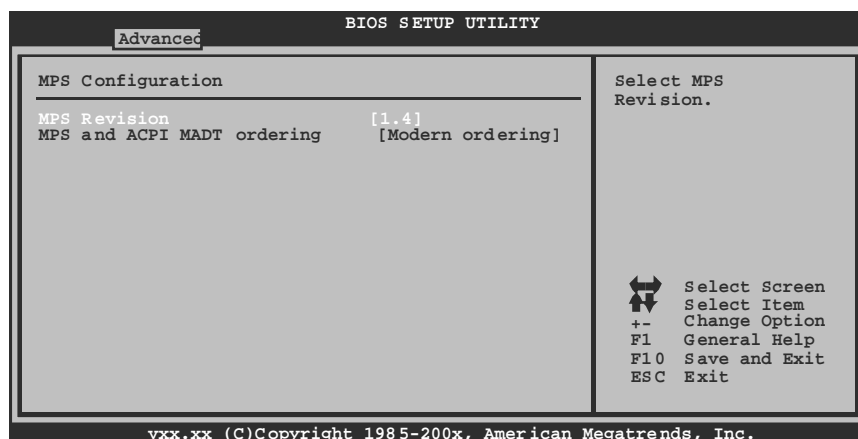 BIOS SETUP UTILITY
Advanced
MPS Configuration
MPS Revision [1.4]
MPS and ACPI MADT ordering [Modern ordering]
Select MPS
Revision.
Select Screen
Select Item
+- Change Option
F1 General Help
F10 Save and Exit
ESC Exit
vxx.xx (C)Copyright 1985-200x, American Megatrends, Inc.